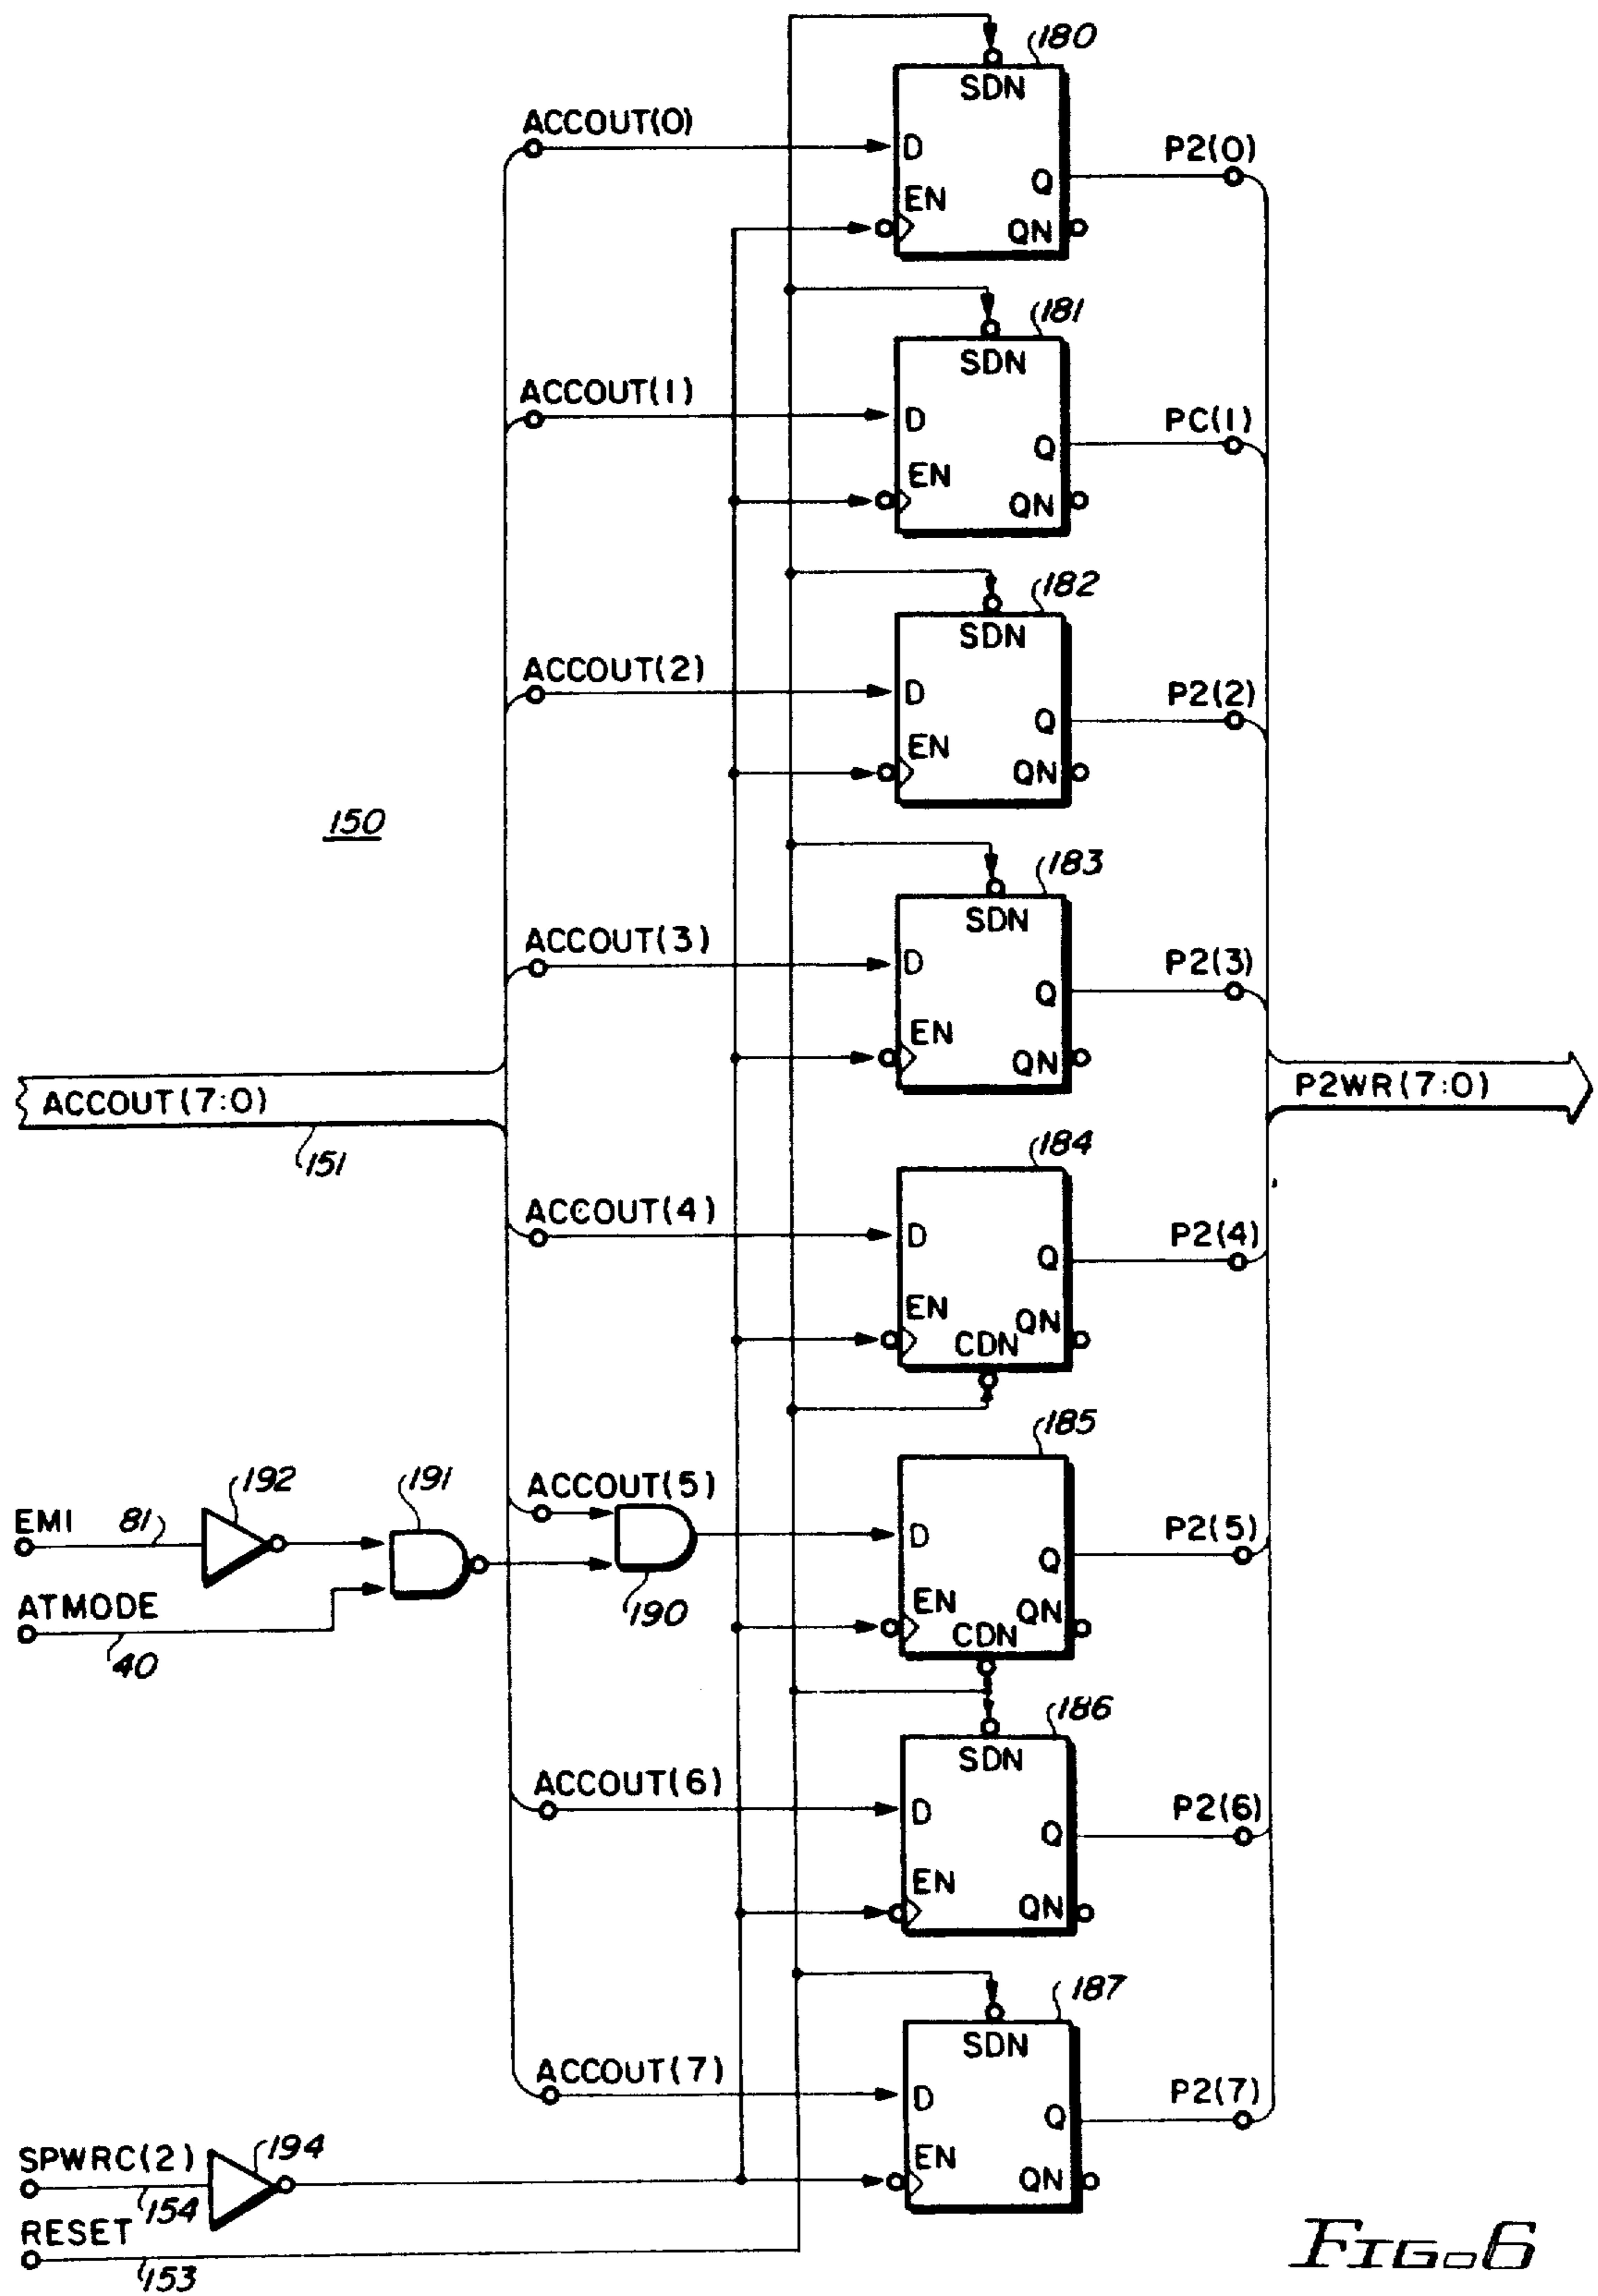 180
SDN
ACCOUT(0)
D
P2(0)
Q
EN
QN
181
SDN
ACCOUT(1)
D
PC(1)
Q
EN
QN
182
SDN
ACCOUT(2)
D
P2(2)
Q
EN
QN
150
183
SDN
ACCOUT(3)
D
P2(3)
Q
EN
QN
ACCOUT(7:0)
P2WR(7:0)
151
184
ACCOUT(4)
D
P2(4)
Q
EN
QN
CDN
185
192
191
ACCOUT(5)
EMI
81
D
P2(5)
Q
ATMODE
190
EN
QN
CDN
40
186
SDN
ACCOUT(6)
D
P2(6)
Q
EN
QN
187
SDN
ACCOUT(7)
D
P2(7)
Q
SPWRC(2)
194
EN
QN
154
RESET
153
FIG. 6